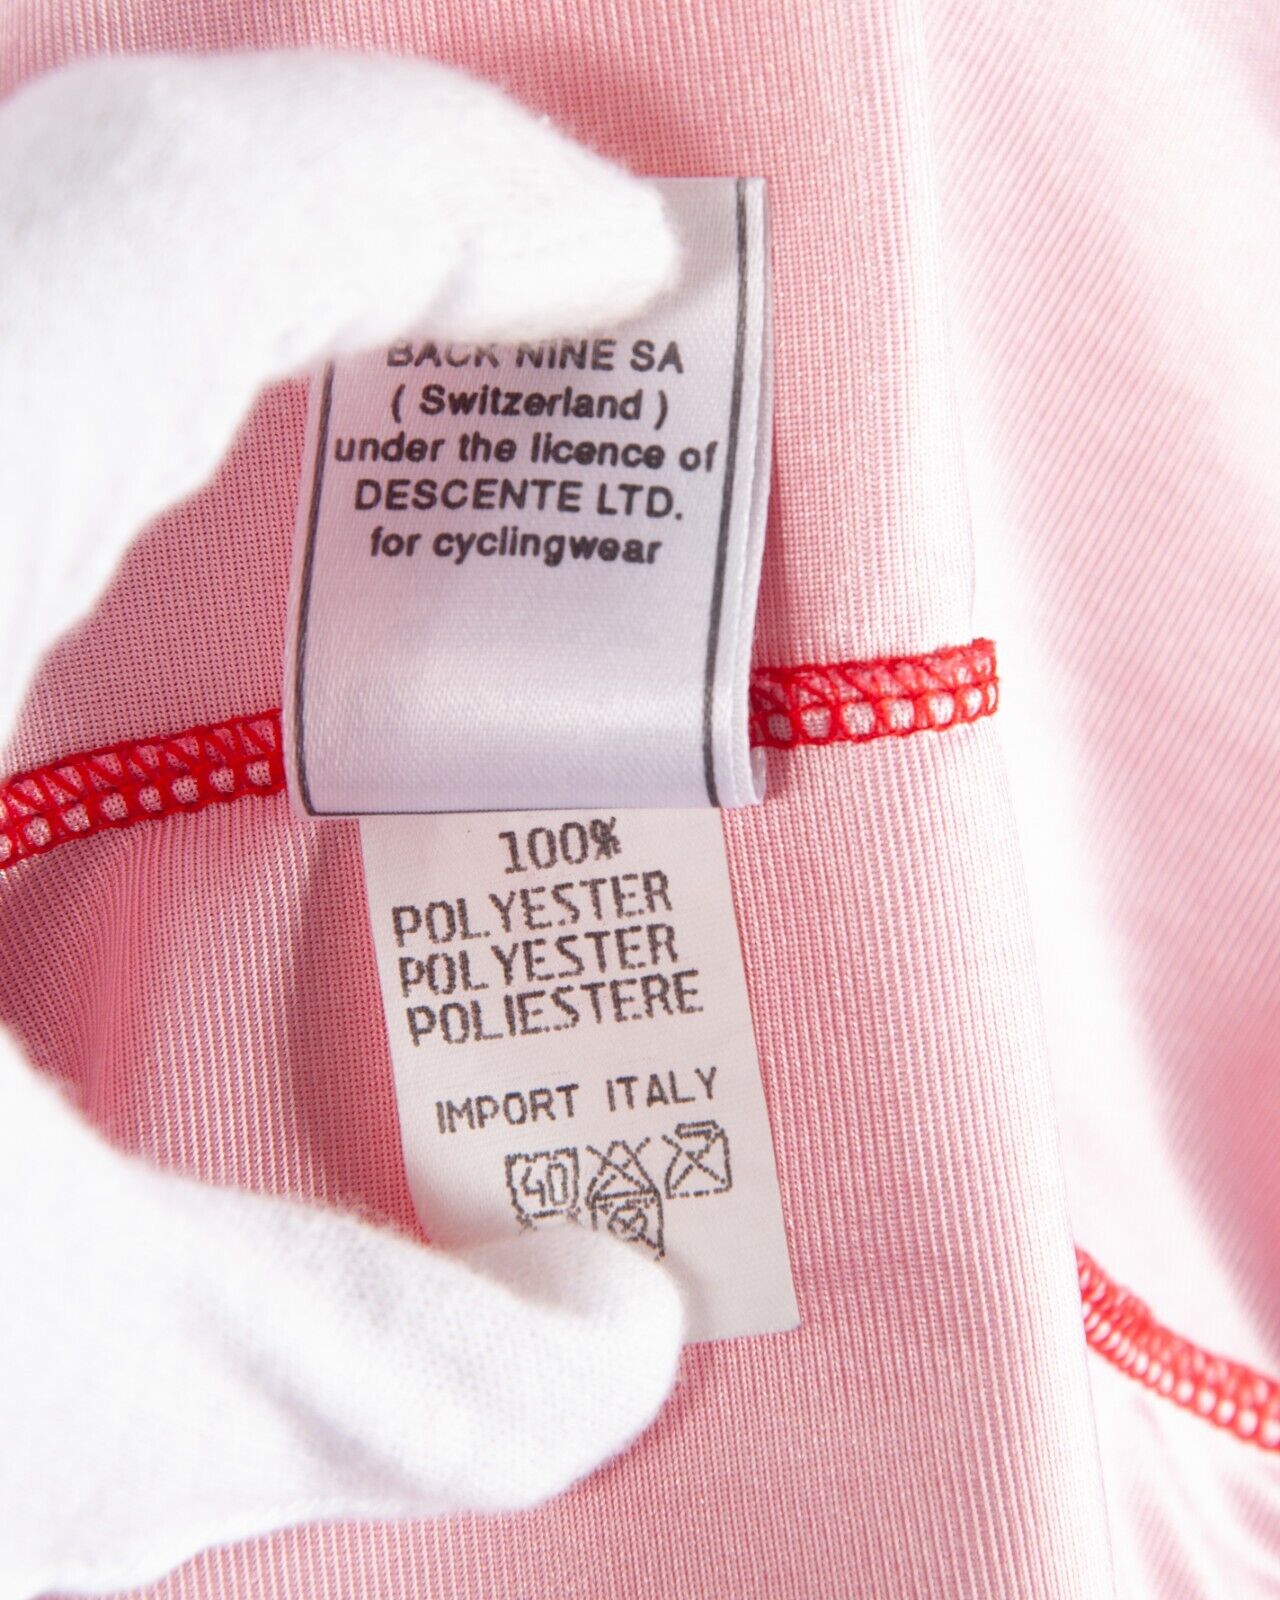 BACK NINE SA
( Switzerland )
under the licence of
DESCENTE LTD.
for cyclingwear
100%
POLYESTER
POLYESTER
POLIESTERE
IMPORT ITALY
40